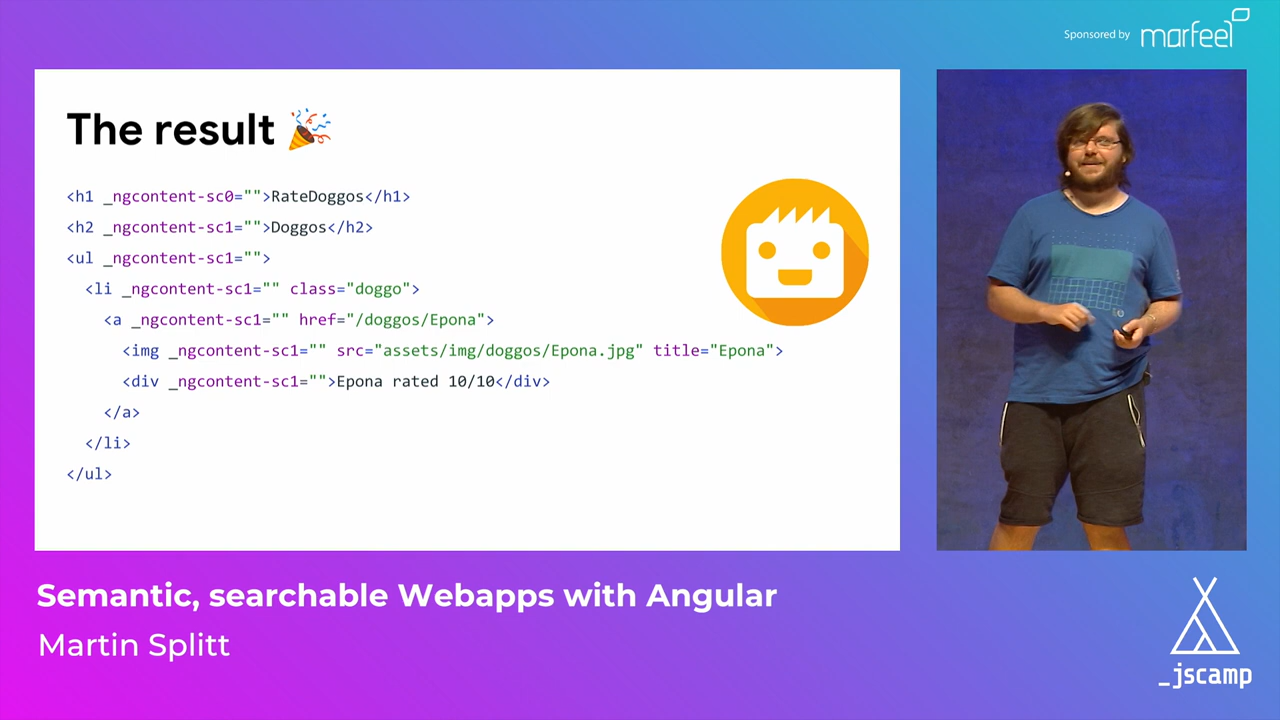 Sponsored by marfeel
The result 🎉
<h1 _ngcontent-sc0="">RateDoggos</h1>
<h2 _ngcontent-sc1="">Doggos</h2>
<ul _ngcontent-sc1="">
<li _ngcontent-sc1="" class="doggo">
<a _ngcontent-sc1="" href="/doggos/Epona">
<img _ngcontent-sc1="" src="assets/img/doggos/Epona.jpg" title="Epona">
<div _ngcontent-sc1="">Epona rated 10/10</div>
</a>
</li>
</ul>
Semantic, searchable Webapps with Angular
Martin Splitt
_jscamp